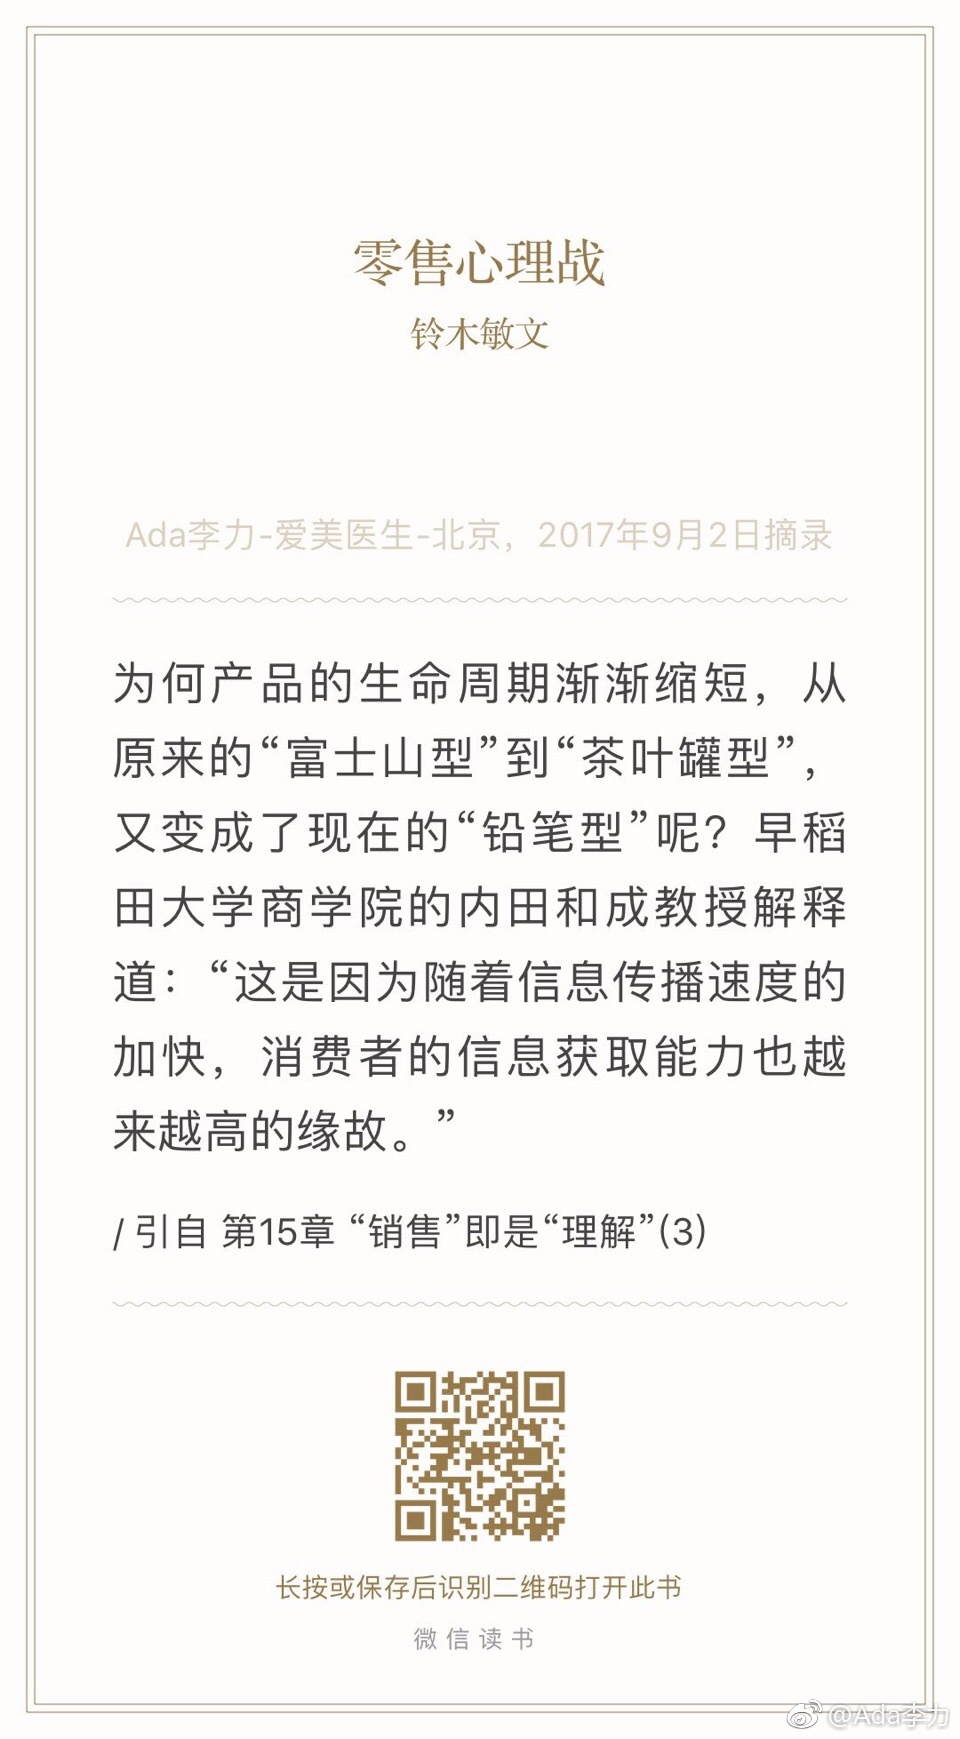 零售心理战
铃木敏文
Ada李力-爱美医生-北京，2017年9月2日摘录
为何产品的生命周期渐渐缩短，从
原来的“富士山型”到“茶叶罐型”，
又变成了现在的“铅笔型”呢？早稻
田大学商学院的内田和成教授解释
道：“这是因为随着信息传播速度的
加快，消费者的信息获取能力也越
来越高的缘故。”
/ 引自 第15章 “销售”即是“理解”(3)
长按或保存后识别二维码打开此书
微信读书
@Ada李力